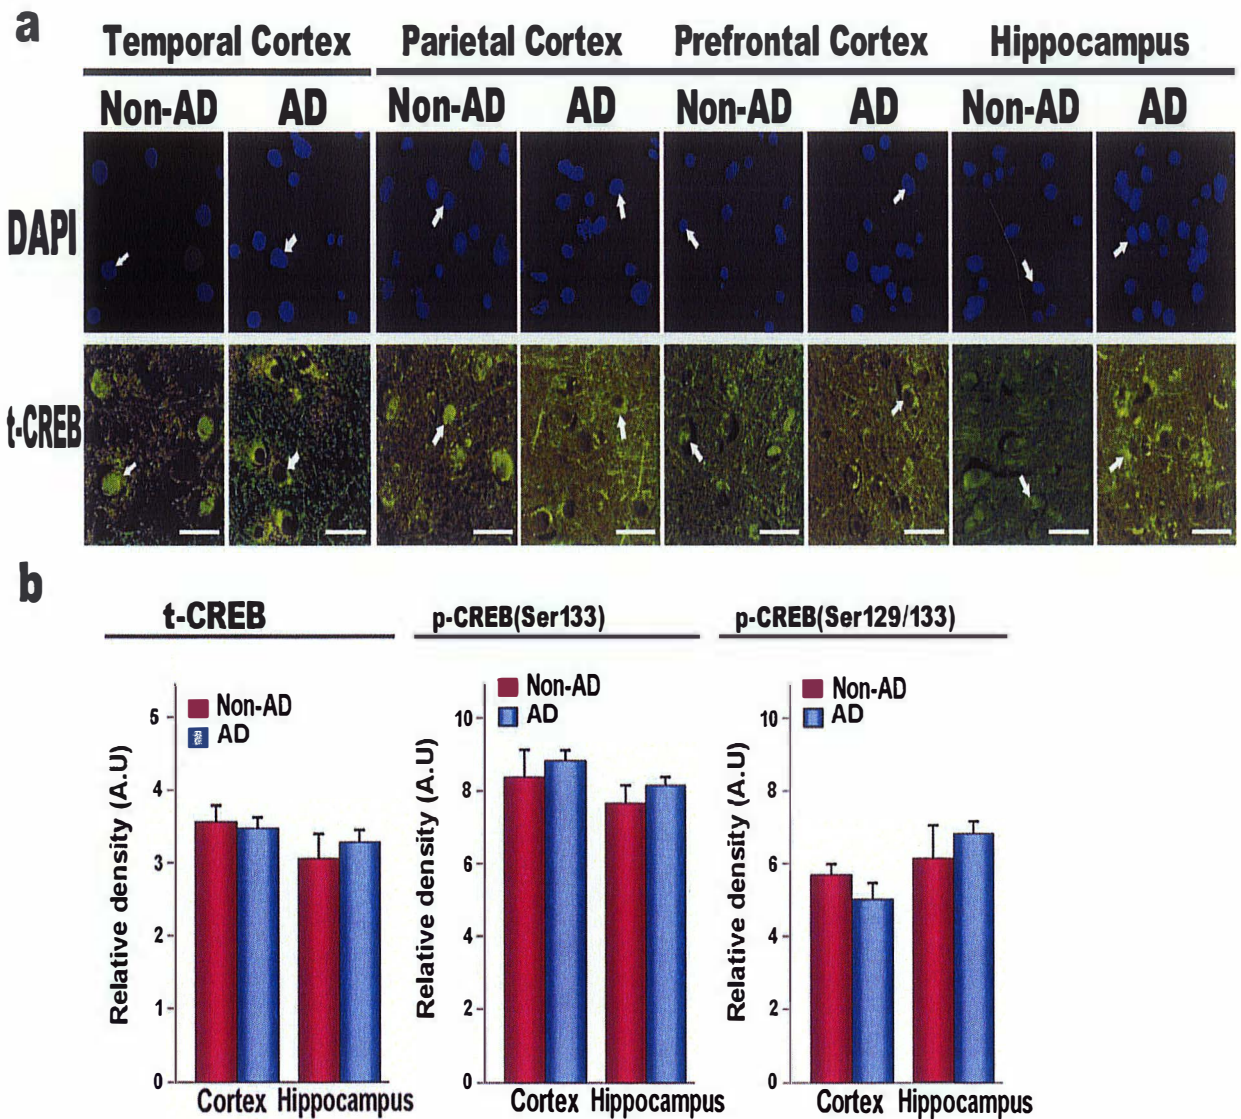 a
Temporal Cortex Parietal Cortex Prefrontal Cortex Hippocampus
Non-AD AD Non-AD AD Non-AD AD Non-AD AD
DAPI
t-CREB
b
t-CREB p-CREB(Ser133) p-CREB(Ser129/133)
Relative density (A.U)
5
4
3
2
1
0
Non-AD
AD
Cortex Hippocampus
Relative density (A.U)
10
8
6
4
2
0
Non-AD
AD
Cortex Hippocampus
Relative density (A.U)
10
8
6
4
2
0
Non-AD
AD
Cortex Hippocampus